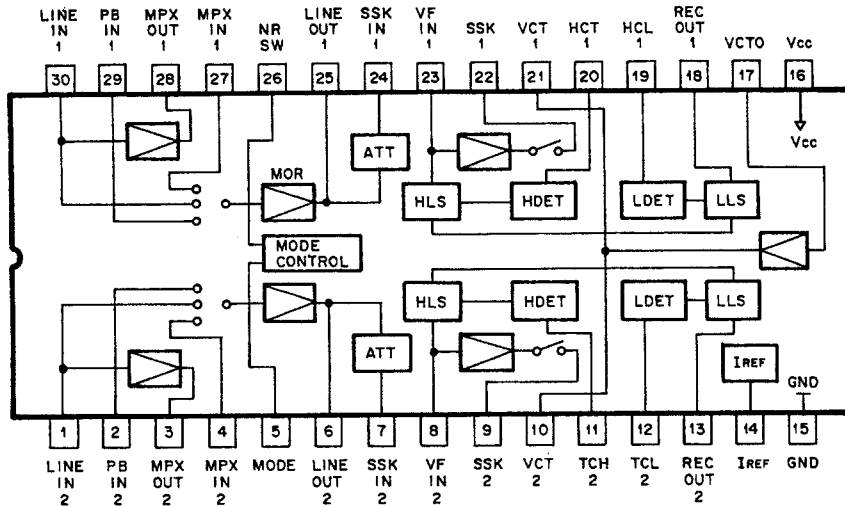 LINE IN 1
PB IN 1
MPX OUT 1
MPX IN 1
NR SW
LINE OUT 1
SSK IN 1
VF IN 1
SSK 1
VCT 1
HCT 1
HCL 1
REC OUT 1
VCTO
Vcc
30 29 28 27 26 25 24 23 22 21 20 19 18 17 16
Vcc
ATT
MOR
HLS
HDET
LDET
LLS
MODE
CONTROL
HLS
HDET
LDET
LLS
ATT
IREF
GND
1 2 3 4 5 6 7 8 9 10 11 12 13 14 15
LINE IN 2
PB IN 2
MPX OUT 2
MPX IN 2
MODE
LINE OUT 2
SSK IN 2
VF IN 2
SSK 2
VCT 2
TCH 2
TCL 2
REC OUT 2
IREF
GND